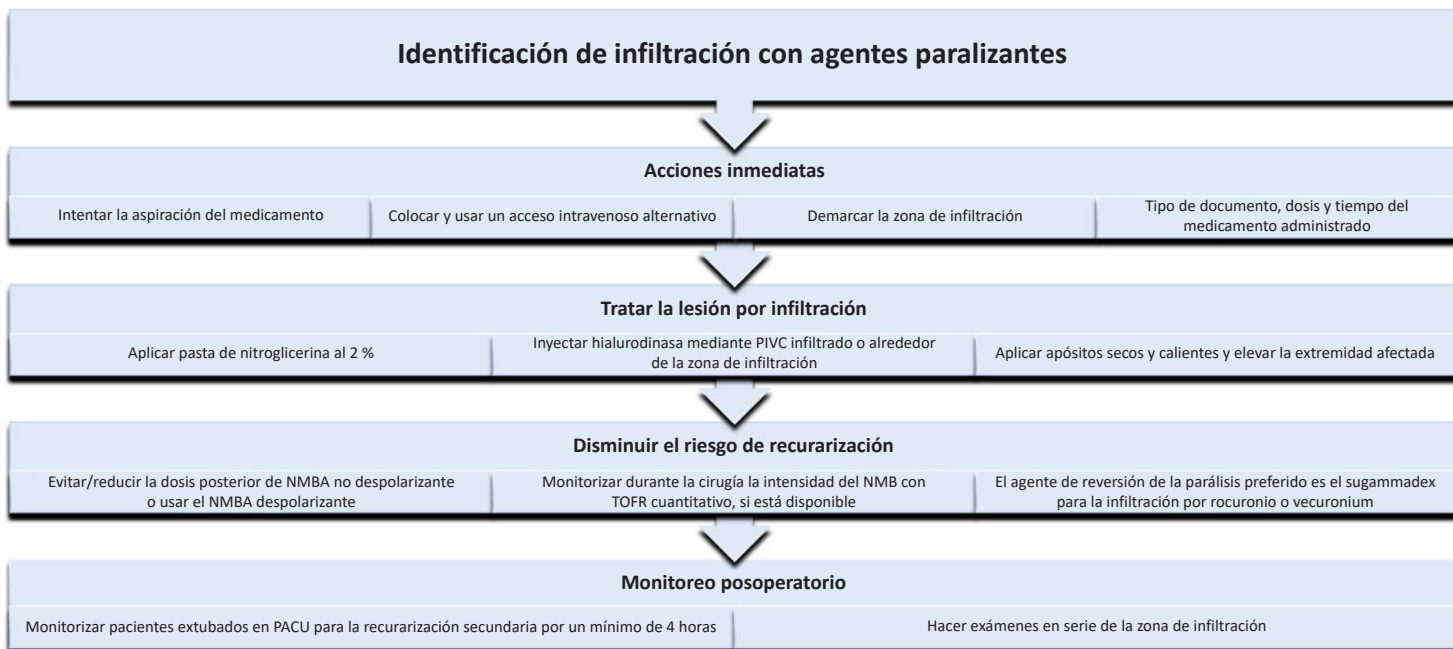 Identificación de infiltración con agentes paralizantes
Acciones inmediatas
Intentar la aspiración del medicamento
Colocar y usar un acceso intravenoso alternativo
Demarcar la zona de infiltración
Tipo de documento, dosis y tiempo del
medicamento administrado
Tratar la lesión por infiltración
Aplicar pasta de nitroglicerina al 2 %
Inyectar hialurodinasa mediante PIVC infiltrado o alrededor
de la zona de infiltración
Aplicar apósitos secos y calientes y elevar la extremidad afectada
Disminuir el riesgo de recurarización
Evitar/reducir la dosis posterior de NMBA no despolarizante
o usar el NMBA despolarizante
Monitorizar durante la cirugía la intensidad del NMB con
TOFR cuantitativo, si está disponible
El agente de reversión de la parálisis preferido es el sugammadex
para la infiltración por rocuronio o vecuronium
Monitoreo posoperatorio
Monitorizar pacientes extubados en PACU para la recurarización secundaria por un mínimo de 4 horas
Hacer exámenes en serie de la zona de infiltración